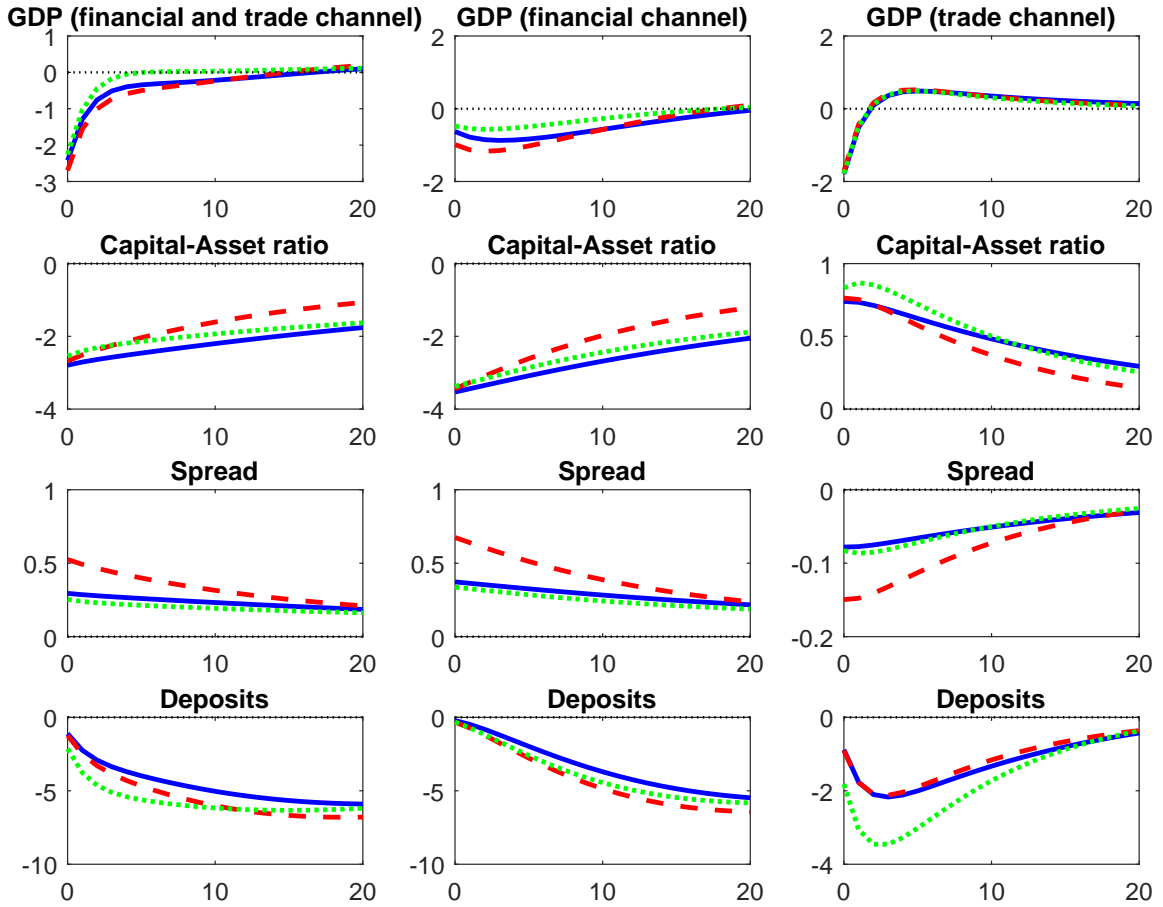 GDP (financial and trade channel) GDP (financial channel) GDP (trade channel)
1 2 2
0
-1 0 0
-2
-3 -2 -2
0 10 20 0 10 20 0 10 20
Capital-Asset ratio Capital-Asset ratio Capital-Asset ratio
0 0 1
-2 -2 0.5
-4 -4 0
0 10 20 0 10 20 0 10 20
Spread Spread Spread
1 1 0
0.5 0.5 -0.1
0 0 -0.2
0 10 20 0 10 20 0 10 20
Deposits Deposits Deposits
0 0 0
-5 -5 -2
-10 -10 -4
0 10 20 0 10 20 0 10 20